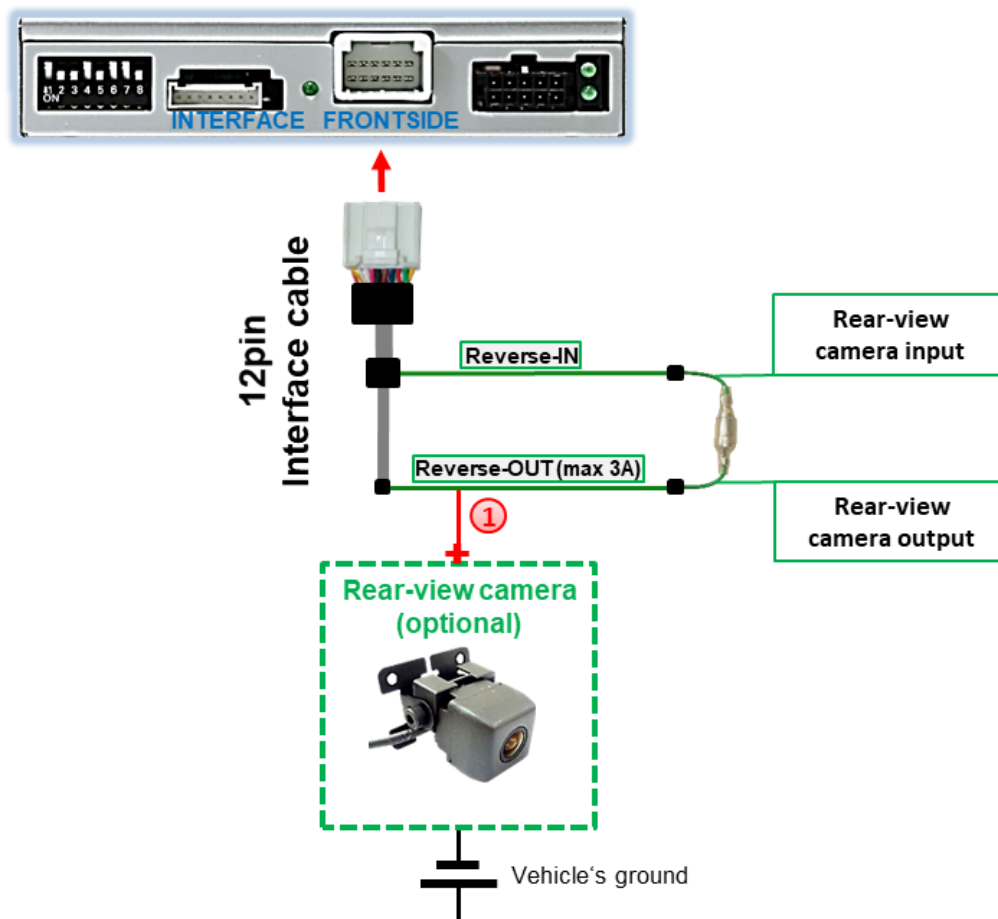 A1 2 3 4 5 6 7 8
ON
INTERFACE FRONTSIDE
12pin
Interface cable
Reverse-IN
Rear-view
camera input
Reverse-OUT (max 3A)
Rear-view
camera output
1
+
Rear-view camera
(optional)
Vehicle‘s ground